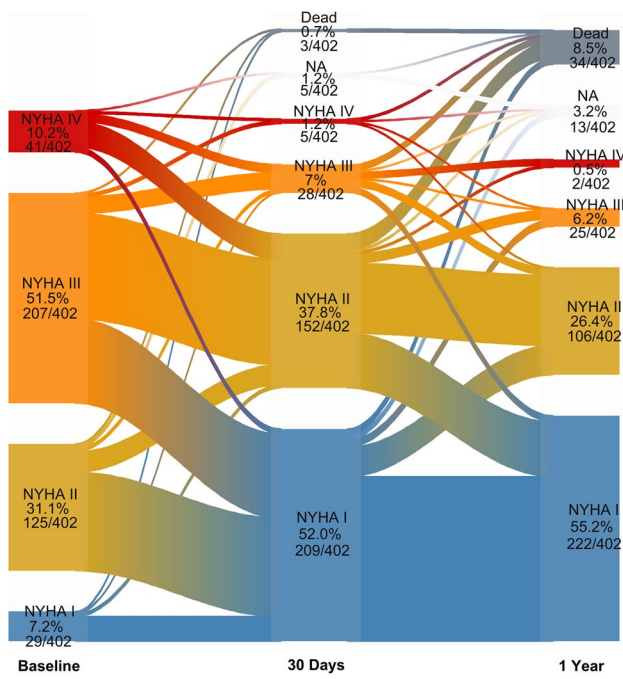 NYHA IV
10.2%
41/402
NYHA III
51.5%
207/402
NYHA II
31.1%
125/402
NYHA I
7.2%
29/402
Baseline
Dead
0.7%
3/402
NA
1.2%
5/402
NYHA IV
1.2%
5/402
NYHA III
7%
28/402
NYHA II
37.8%
152/402
NYHA I
52.0%
209/402
30 Days
Dead
8.5%
34/402
NA
3.2%
13/402
NYHA IV
0.5%
2/402
NYHA III
6.2%
25/402
NYHA II
26.4%
106/402
NYHA I
55.2%
222/402
1 Year